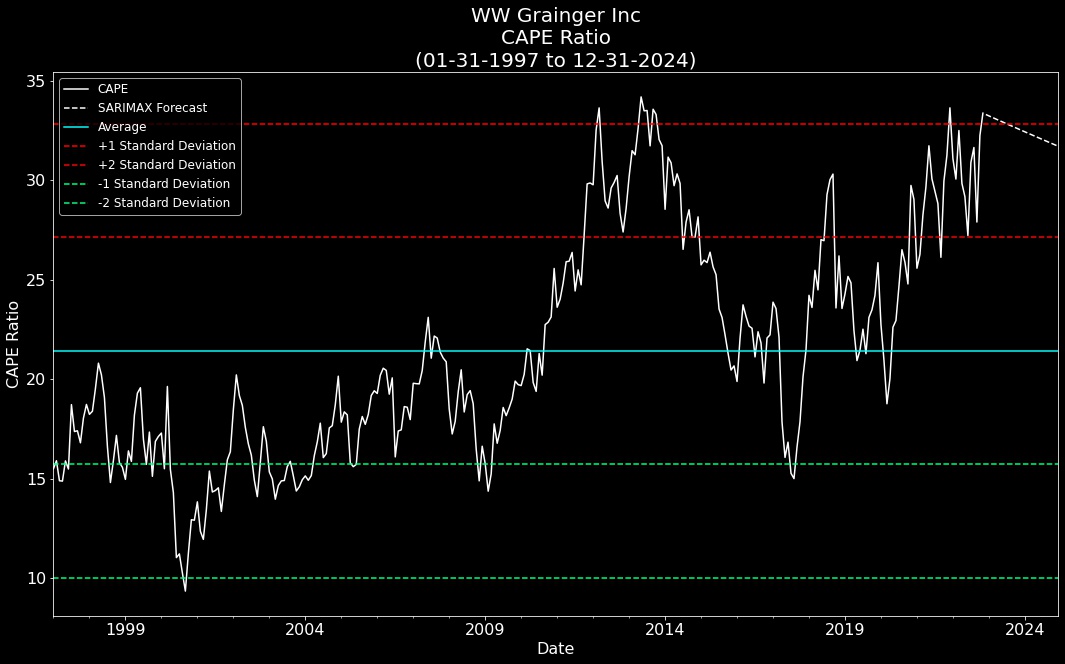 WW Grainger Inc
CAPE Ratio
(01-31-1997 to 12-31-2024)
CAPE
SARIMAX Forecast
Average
+1 Standard Deviation
+2 Standard Deviation
-1 Standard Deviation
-2 Standard Deviation
35
30
25
20
15
10
CAPE Ratio
1999
2004
2009
2014
2019
2024
Date